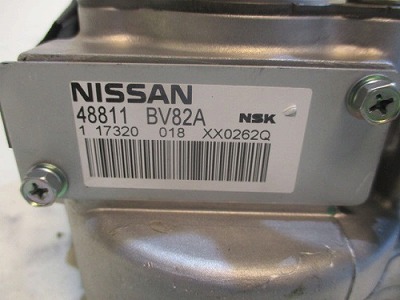 NISSAN
48811 BV82A NSK
1 17320 018 XX0262Q